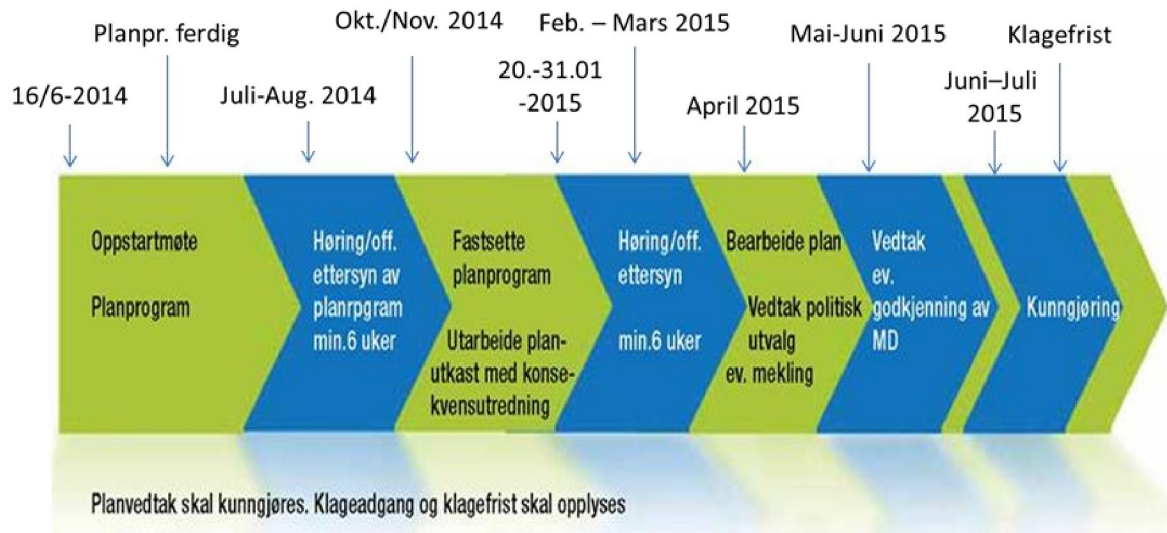 Planpr. ferdig
Okt./Nov. 2014
Feb. – Mars 2015
Mai-Juni 2015
Klagefrist
16/6-2014
Juli-Aug. 2014
20.-31.01
-2015
April 2015
Juni–Juli
2015
Oppstartmøte
Planprogram
Høring/off.
ettersyn av
planrpgram
min.6 uker
Fastsette
planprogram
Utarbeide plan-
utkast med konse-
kvensutredning
Høring/off.
ettersyn
min.6 uker
Bearbeide plan
Vedtak politisk
utvalg
ev. mekling
Vedtak
ev.
godkjenning av
MD
Kunngjøring
Planvedtak skal kunngjøres. Klageadgang og klagefrist skal opplyses